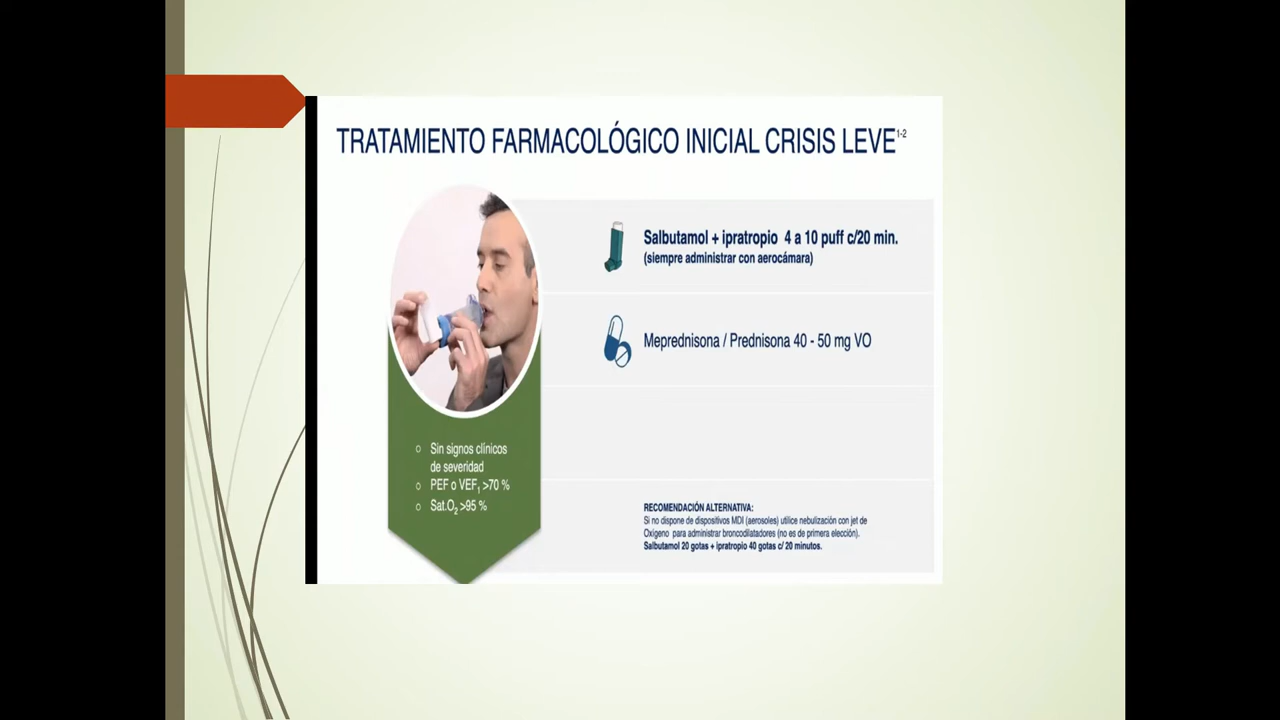 TRATAMIENTO FARMACOLÓGICO INICIAL CRISIS LEVE¹⁻²
Salbutamol + ipratropio 4 a 10 puff c/20 min.
(siempre administrar con aerocámara)
Meprednisona / Prednisona 40 - 50 mg VO
○ Sin signos clínicos
de severidad
○ PEF o VEF₁ >70 %
○ Sat.O₂ >95 %
RECOMENDACIÓN ALTERNATIVA:
Si no dispone de dispositivos MDI (aerosoles) utilice nebulización con jet de
Oxígeno para administrar broncodilatadores (no es de primera elección).
Salbutamol 20 gotas + ipratropio 40 gotas c/ 20 minutos.